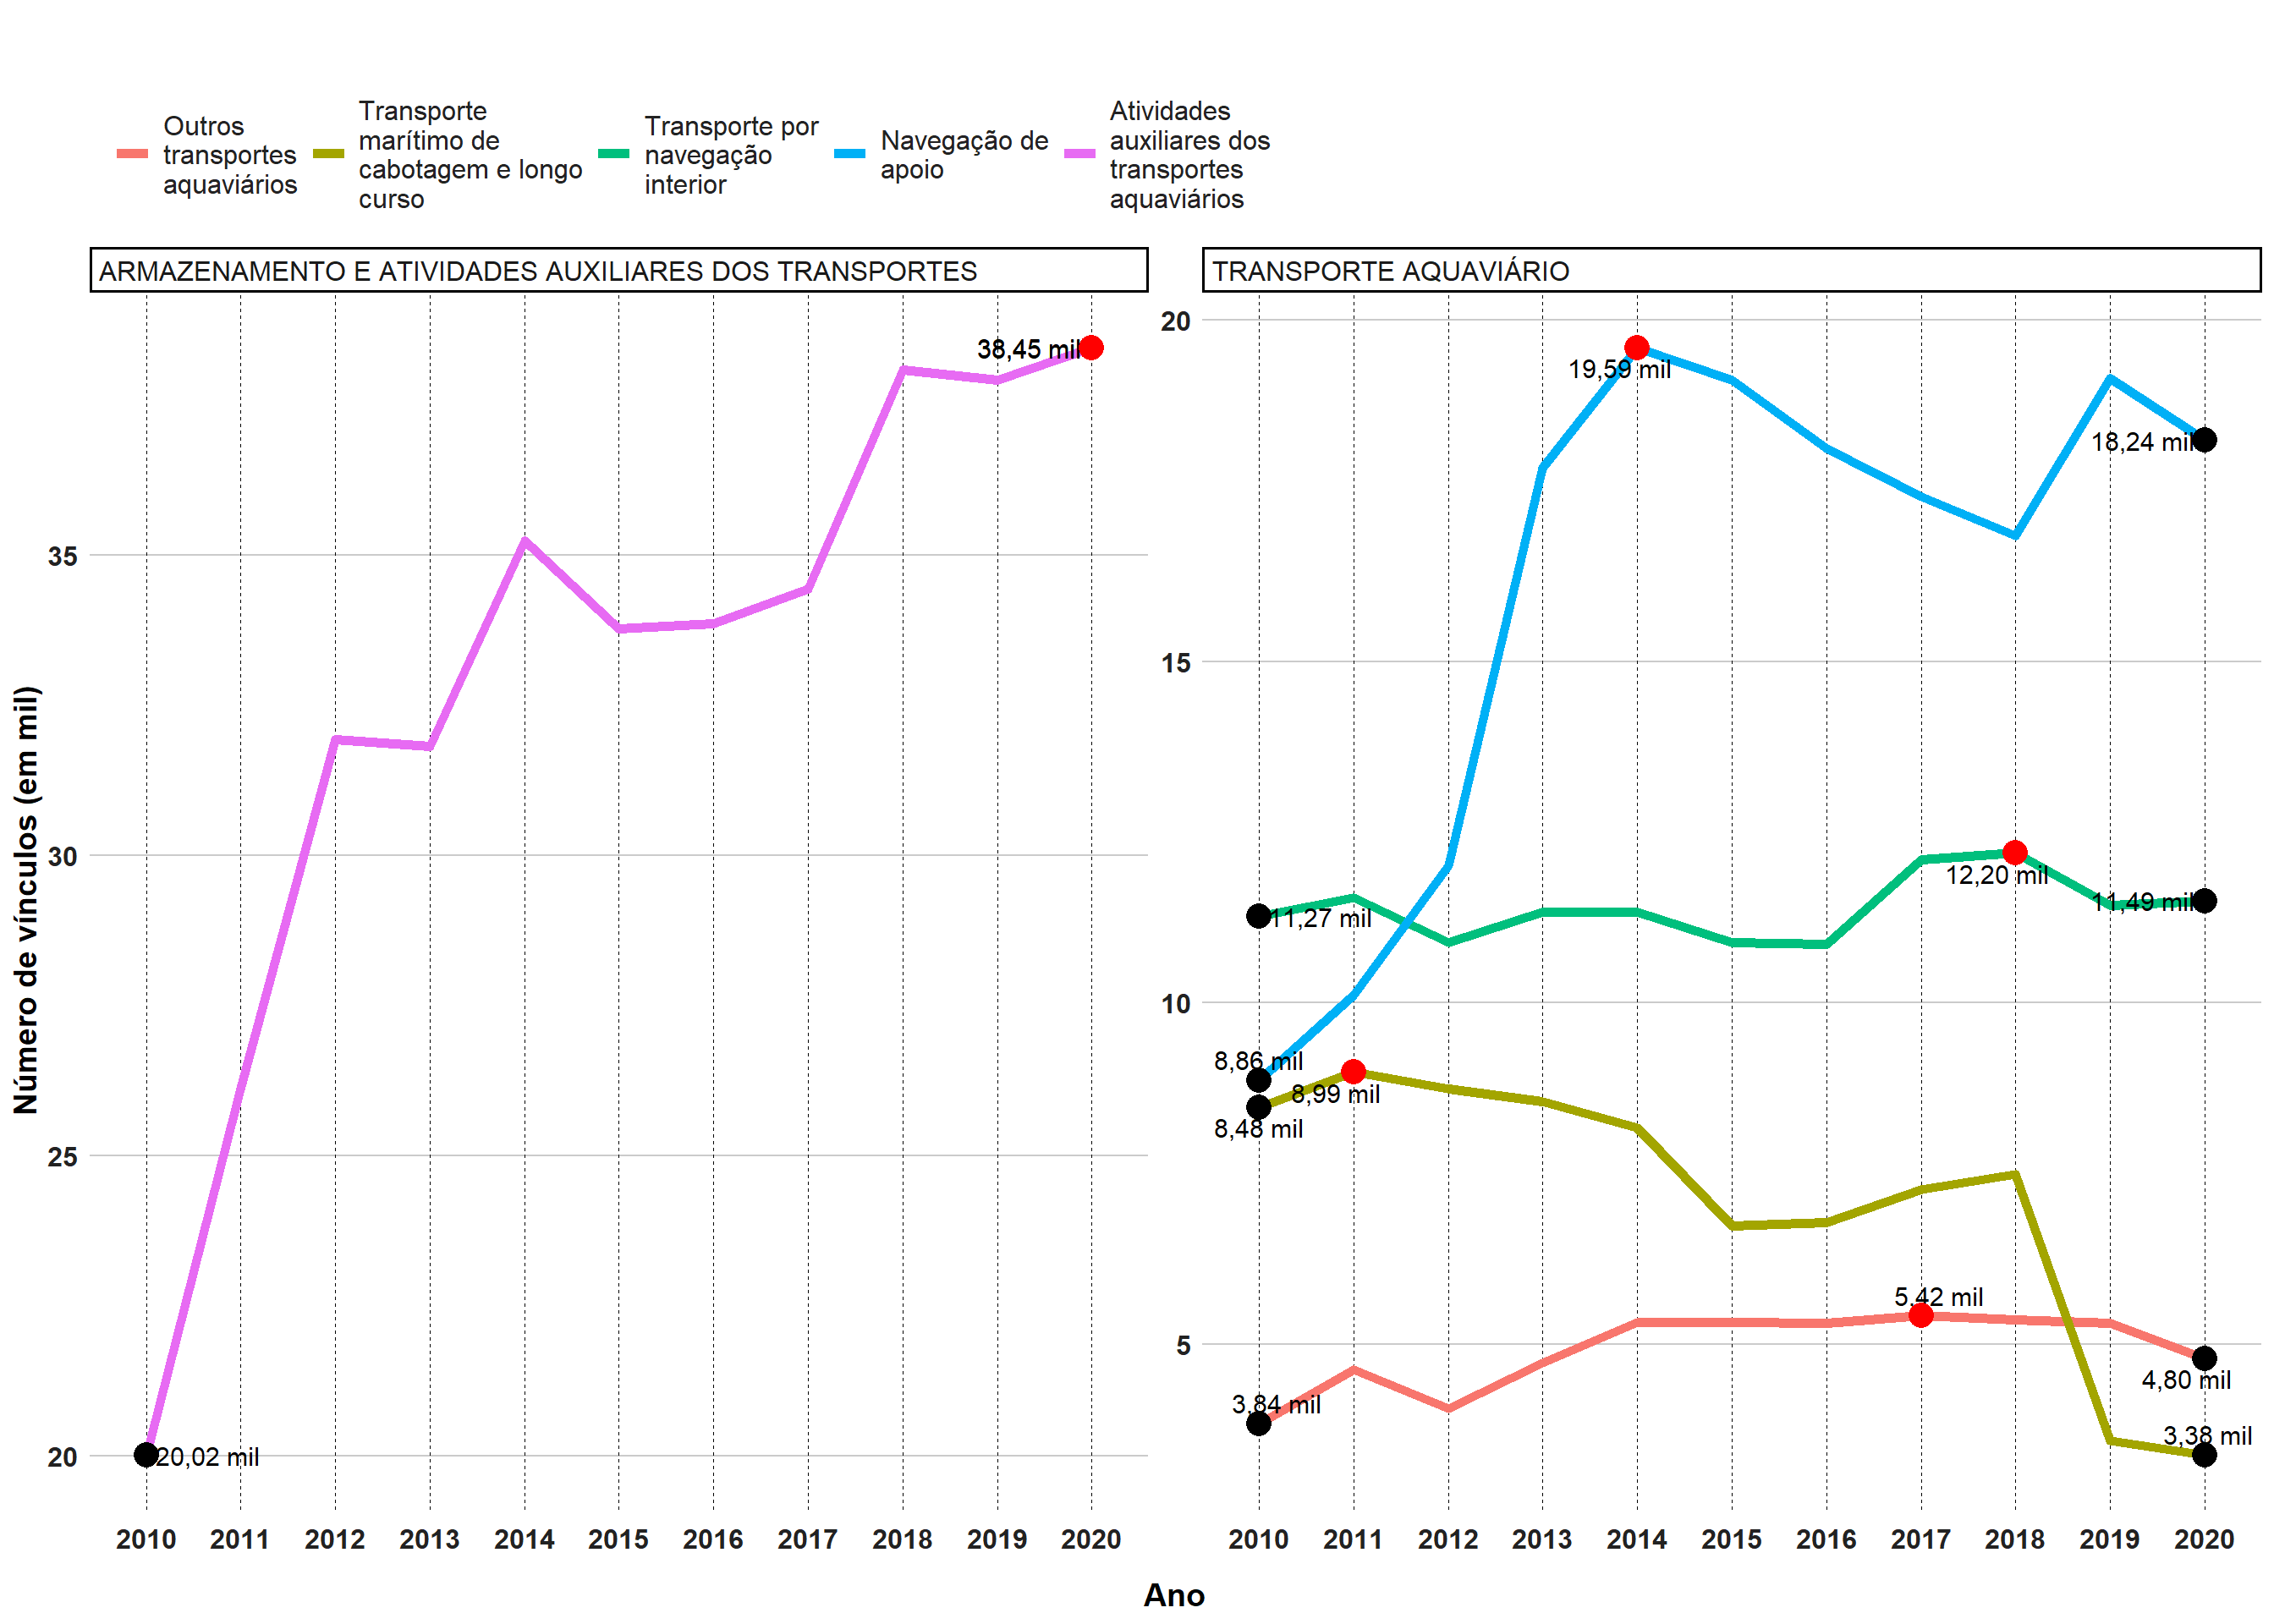 Outros
transportes
aquaviários
Transporte
marítimo de
cabotagem e longo
curso
Transporte por
navegação
interior
Navegação de
apoio
Atividades
auxiliares dos
transportes
aquaviários
ARMAZENAMENTO E ATIVIDADES AUXILIARES DOS TRANSPORTES
38,45 mil
35
30
25
20
20,02 mil
2010 2011 2012 2013 2014 2015 2016 2017 2018 2019 2020
Número de vínculos (em mil)
TRANSPORTE AQUAVIÁRIO
20
19,59 mil
18,24 mil
15
12,20 mil
11,49 mil
11,27 mil
10
8,86 mil
8,99 mil
8,48 mil
5,42 mil
5
4,80 mil
3,84 mil
3,38 mil
2010 2011 2012 2013 2014 2015 2016 2017 2018 2019 2020
Ano